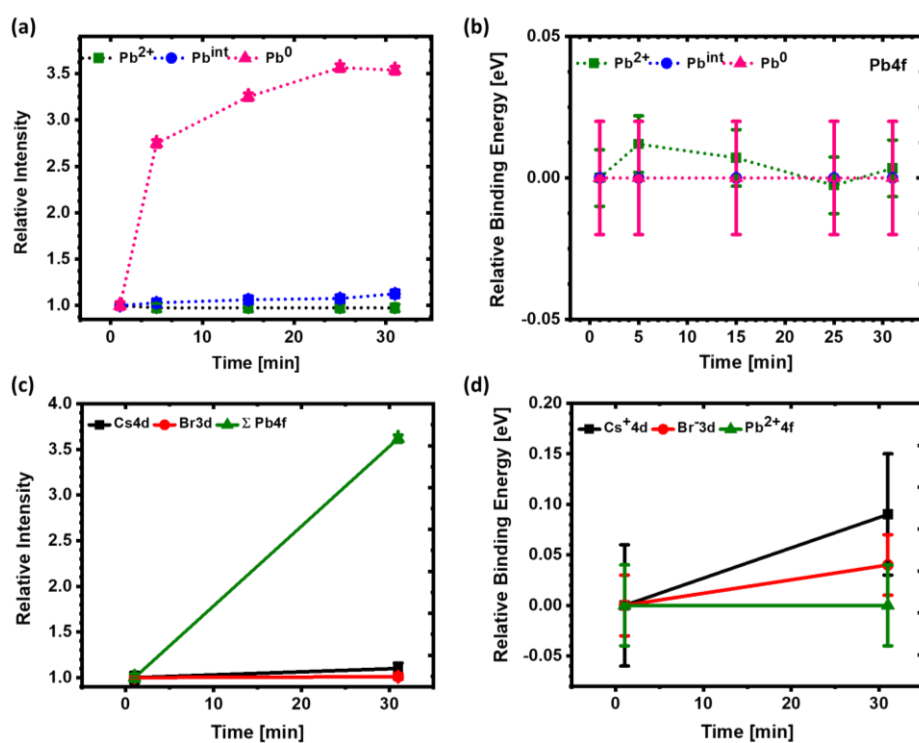 (a)
Pb2+ Pbint Pb0
Relative Intensity
3.5
3.0
2.5
2.0
1.5
1.0
0 10 20 30
Time [min]
(b)
Pb2+ Pbint Pb0 Pb4f
Relative Binding Energy [eV]
0.05
0.00
-0.05
0 5 10 15 20 25 30
Time [min]
(c)
Cs4d Br3d Σ Pb4f
Relative Intensity
4.0
3.5
3.0
2.5
2.0
1.5
1.0
0 10 20 30
Time [min]
(d)
Cs+4d Br-3d Pb2+4f
Relative Binding Energy [eV]
0.20
0.15
0.10
0.05
0.00
-0.05
0 10 20 30
Time [min]